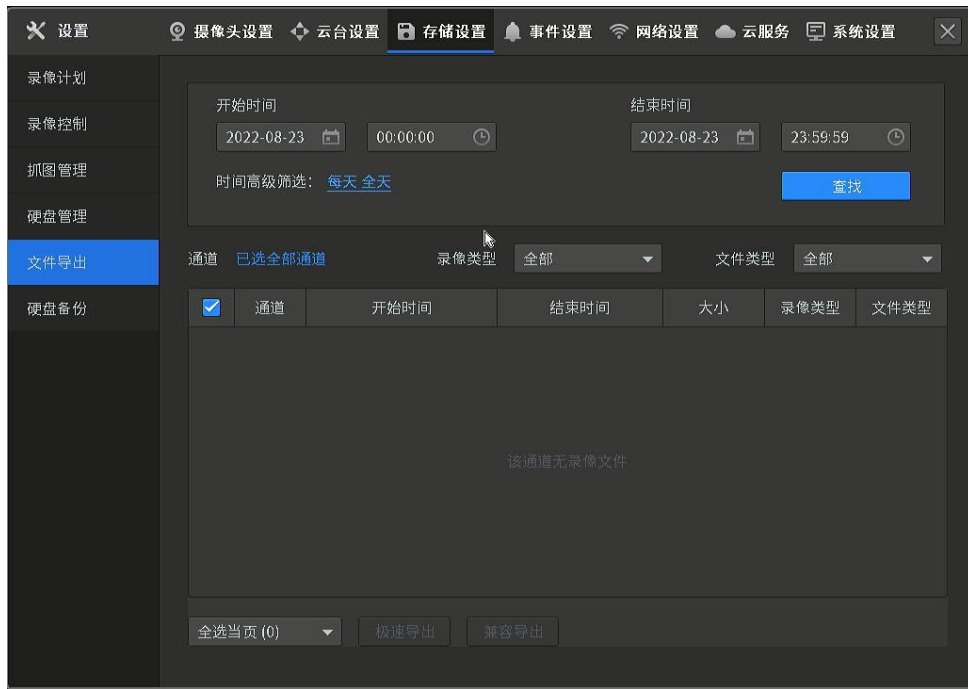 设置 摄像头设置 云台设置 存储设置 事件设置 网络设置 云服务 系统设置
录像计划
录像控制
抓图管理
硬盘管理
文件导出
硬盘备份
开始时间 结束时间
2022-08-23 00:00:00 2022-08-23 23:59:59
时间高级筛选： 每天 全天 查找
通道 已选全部通道 录像类型 全部 文件类型 全部
通道 开始时间 结束时间 大小 录像类型 文件类型
该通道无录像文件
全选当页 (0) 极速导出 兼容导出